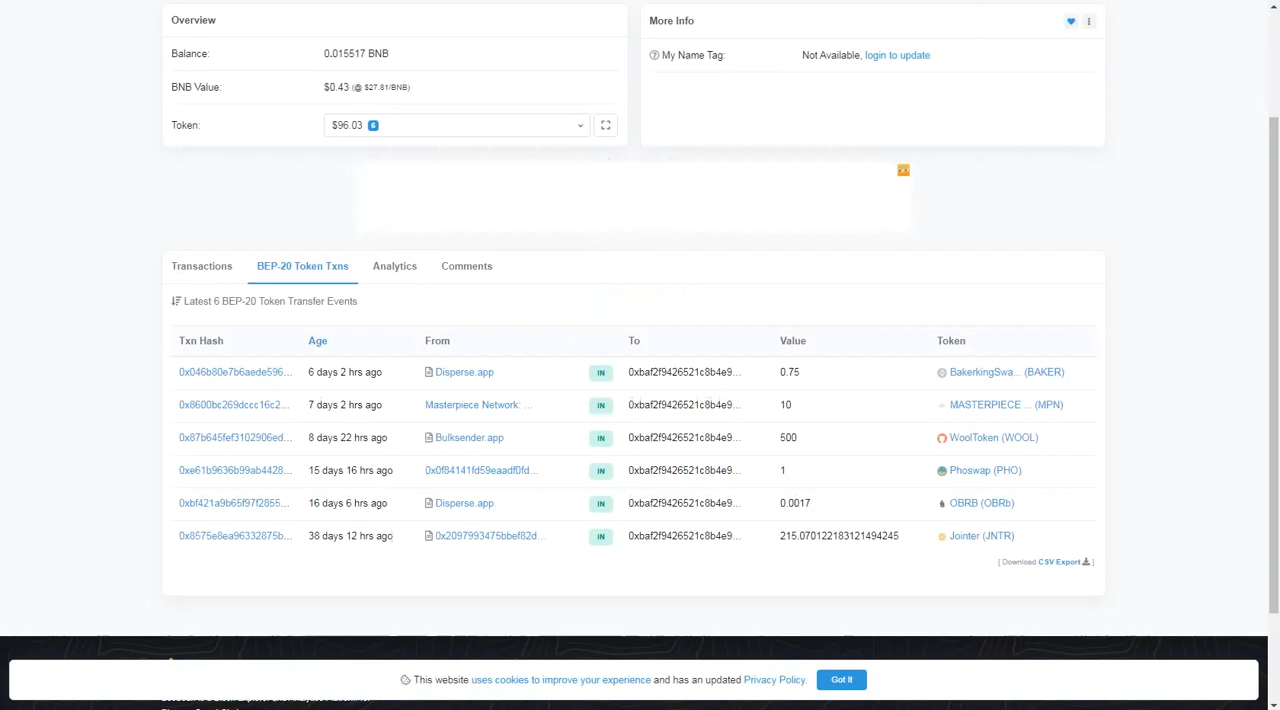 Overview
Balance: 0.015517 BNB
BNB Value: $0.43 (@ $27.81/BNB)
Token: $96.03 6
More Info
My Name Tag: Not Available, login to update
Transactions BEP-20 Token Txns Analytics Comments
Latest 6 BEP-20 Token Transfer Events
Txn Hash Age From To Value Token
0x046b80e7b6aede596... 6 days 2 hrs ago Disperse.app IN 0xbaf2f9426521c8b4e9... 0.75 BakerkingSwa... (BAKER)
0x8600bc269dccc16c2... 7 days 2 hrs ago Masterpiece Network: ... IN 0xbaf2f9426521c8b4e9... 10 MASTERPIECE ... (MPN)
0x87b645fef3102906ed... 8 days 22 hrs ago Bulksender.app IN 0xbaf2f9426521c8b4e9... 500 WoolToken (WOOL)
0xe61b9636b99ab4428... 15 days 16 hrs ago 0x0f84141fd59eaadf0fd... IN 0xbaf2f9426521c8b4e9... 1 Phoswap (PHO)
0xbf421a9b65f97f2855... 16 days 6 hrs ago Disperse.app IN 0xbaf2f9426521c8b4e9... 0.0017 OBRB (OBRb)
0x8575e8ea96332875b... 38 days 12 hrs ago 0x2097993475bbef82d... IN 0xbaf2f9426521c8b4e9... 215.070122183121494245 Jointer (JNTR)
[ Download CSV Export ]
This website uses cookies to improve your experience and has an updated Privacy Policy. Got It